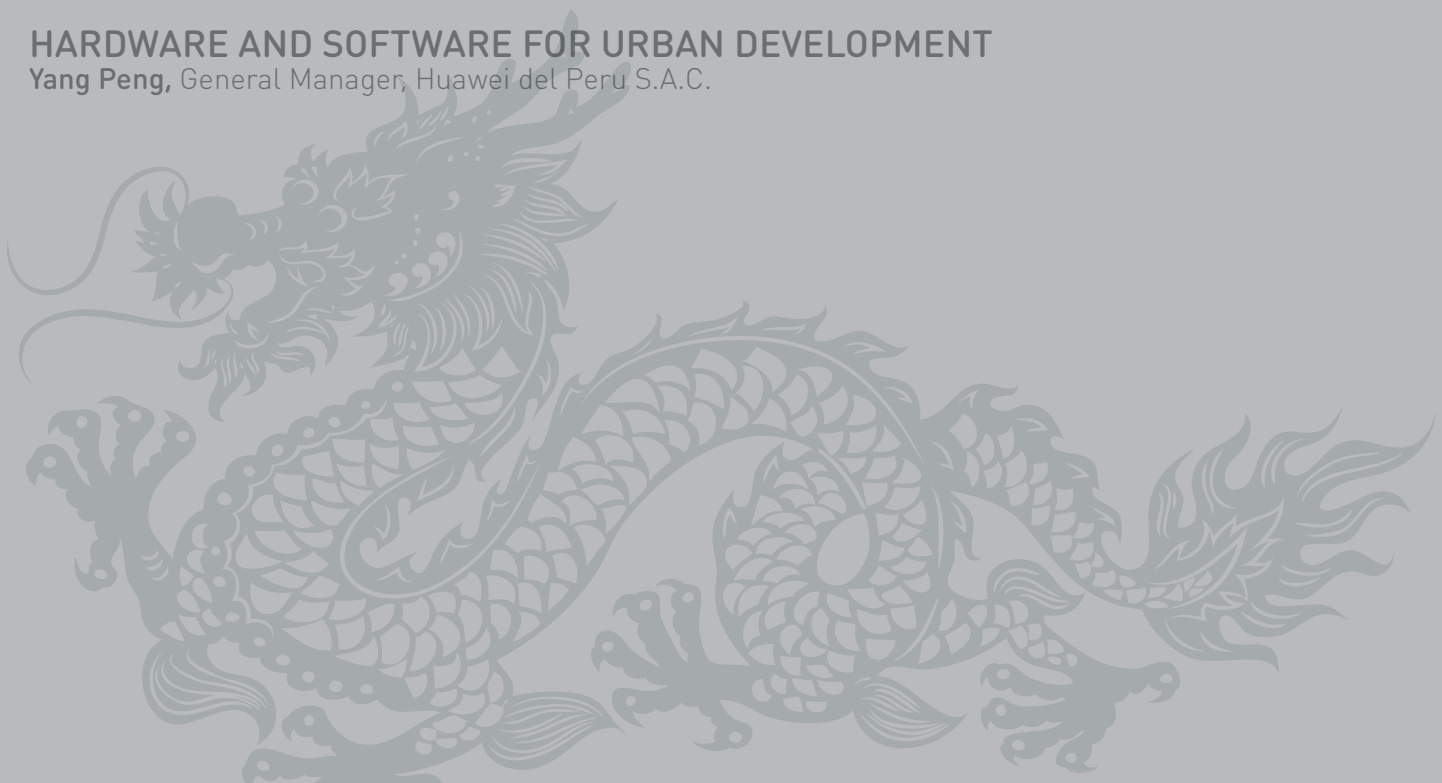 HARDWARE AND SOFTWARE FOR URBAN DEVELOPMENT
Yang Peng, General Manager, Huawei del Peru S.A.C.